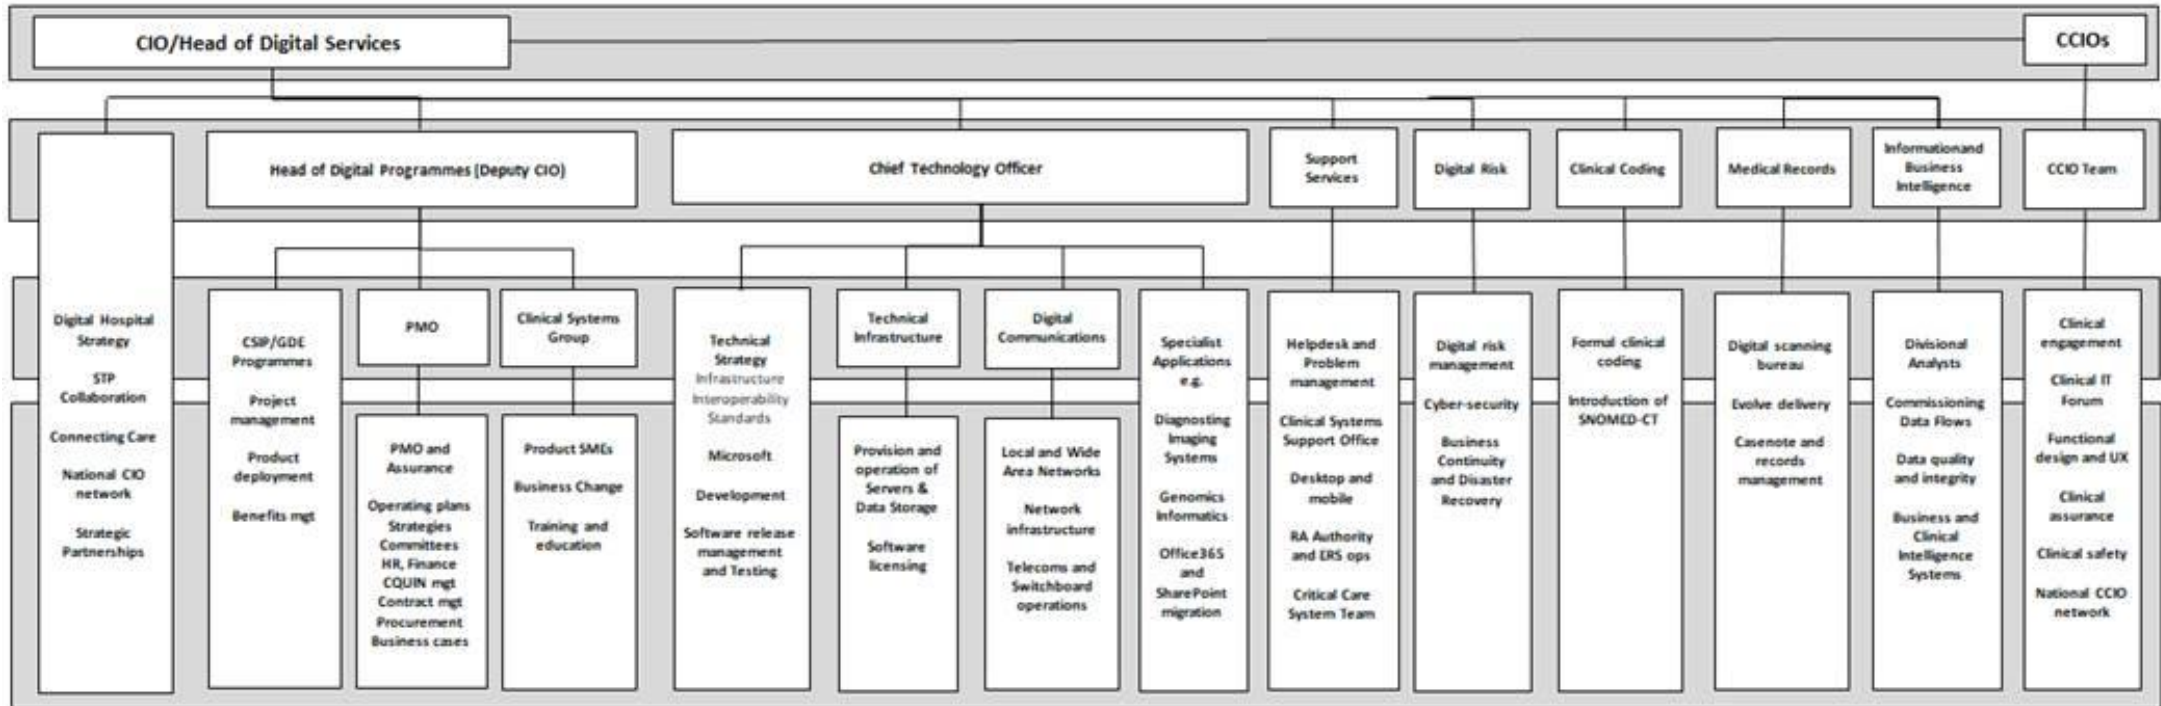 CIO/Head of Digital Services
CCIOs
Head of Digital Programmes (Deputy CIO)
Chief Technology Officer
Support
Services
Digital Risk
Clinical Coding
Medical Records
Informationand
Business
Intelligence
CCIO Team
Digital Hospital
Strategy
STP
Collaboration
Connecting Care
National CIO
network
Strategic
Partnerships
CSIP/GDE
Programmes
Project
management
Product
deployment
Benefits mgt
PMO
PMO and
Assurance
Operating plans
Strategies
Committees
HR, Finance
CQUIN mgt
Contract mgt
Procurement
Business cases
Clinical Systems
Group
Product SMEs
Business Change
Training and
education
Technical
Strategy
Infrastructure
Interoperability
Standards
Microsoft
Development
Software release
management
and Testing
Technical
Infrastructure
Provision and
operation of
Servers &
Data Storage
Software
licensing
Digital
Communications
Local and Wide
Area Networks
Network
infrastructure
Telecoms and
Switchboard
operations
Specialist
Applications
e.g.
Diagnosting
Imaging
Systems
Genomics
Informatics
Office365
and
SharePoint
migration
Helpdesk and
Problem
management
Clinical Systems
Support Office
Desktop and
mobile
RA Authority
and ERS ops
Critical Care
System Team
Digital risk
management
Cyber-security
Business
Continuity
and Disaster
Recovery
Formal clinical
coding
Introduction of
SNOMED-CT
Digital scanning
bureau
Evolve delivery
Casenote and
records
management
Divisional
Analysts
Commissioning
Data Flows
Data quality
and integrity
Business and
Clinical
Intelligence
Systems
Clinical
engagement
Clinical IT
Forum
Functional
design and UX
Clinical
assurance
Clinical safety
National CCIO
network